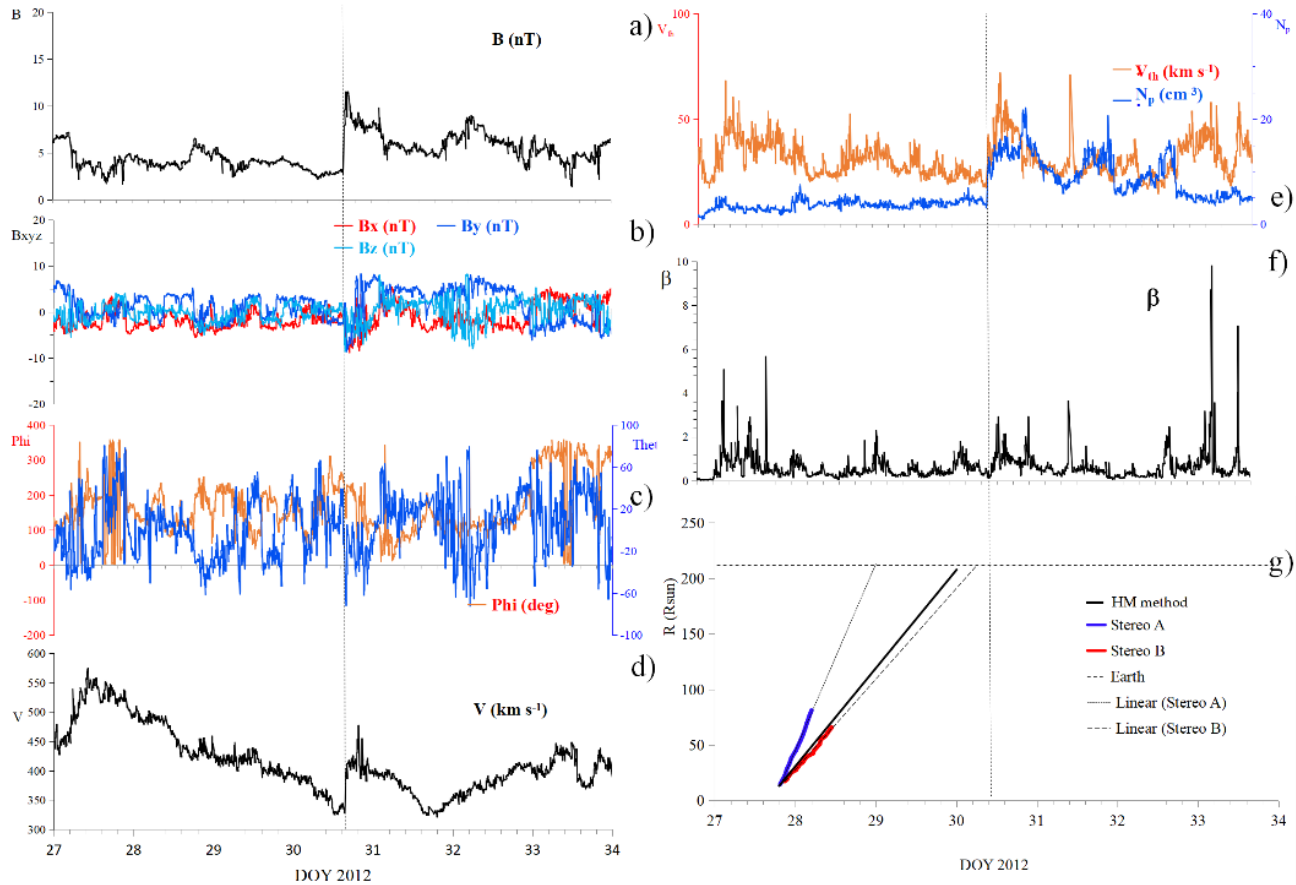 B
20
15
10
5
0
B (nT)
a)
Bxyz
20
10
0
-10
-20
Bx (nT) By (nT)
Bz (nT)
b)
Phi
400
300
200
100
0
-100
-200
100
60
20
-20
-60
-100
Thet
c)
Phi (deg)
V
600
550
500
450
400
350
300
d)
V (km s⁻¹)
27 28 29 30 31 32 33 34
DOY 2012
100
50
0
40
20
0
Nₚ
Vₜₕ (km s⁻¹)
Nₚ (cm ³)
e)
β
10
8
6
4
2
0
β
f)
R (Rsun)
250
200
150
100
50
0
g)
HM method
Stereo A
Stereo B
Earth
Linear (Stereo A)
Linear (Stereo B)
27 28 29 30 31 32 33 34
DOY 2012